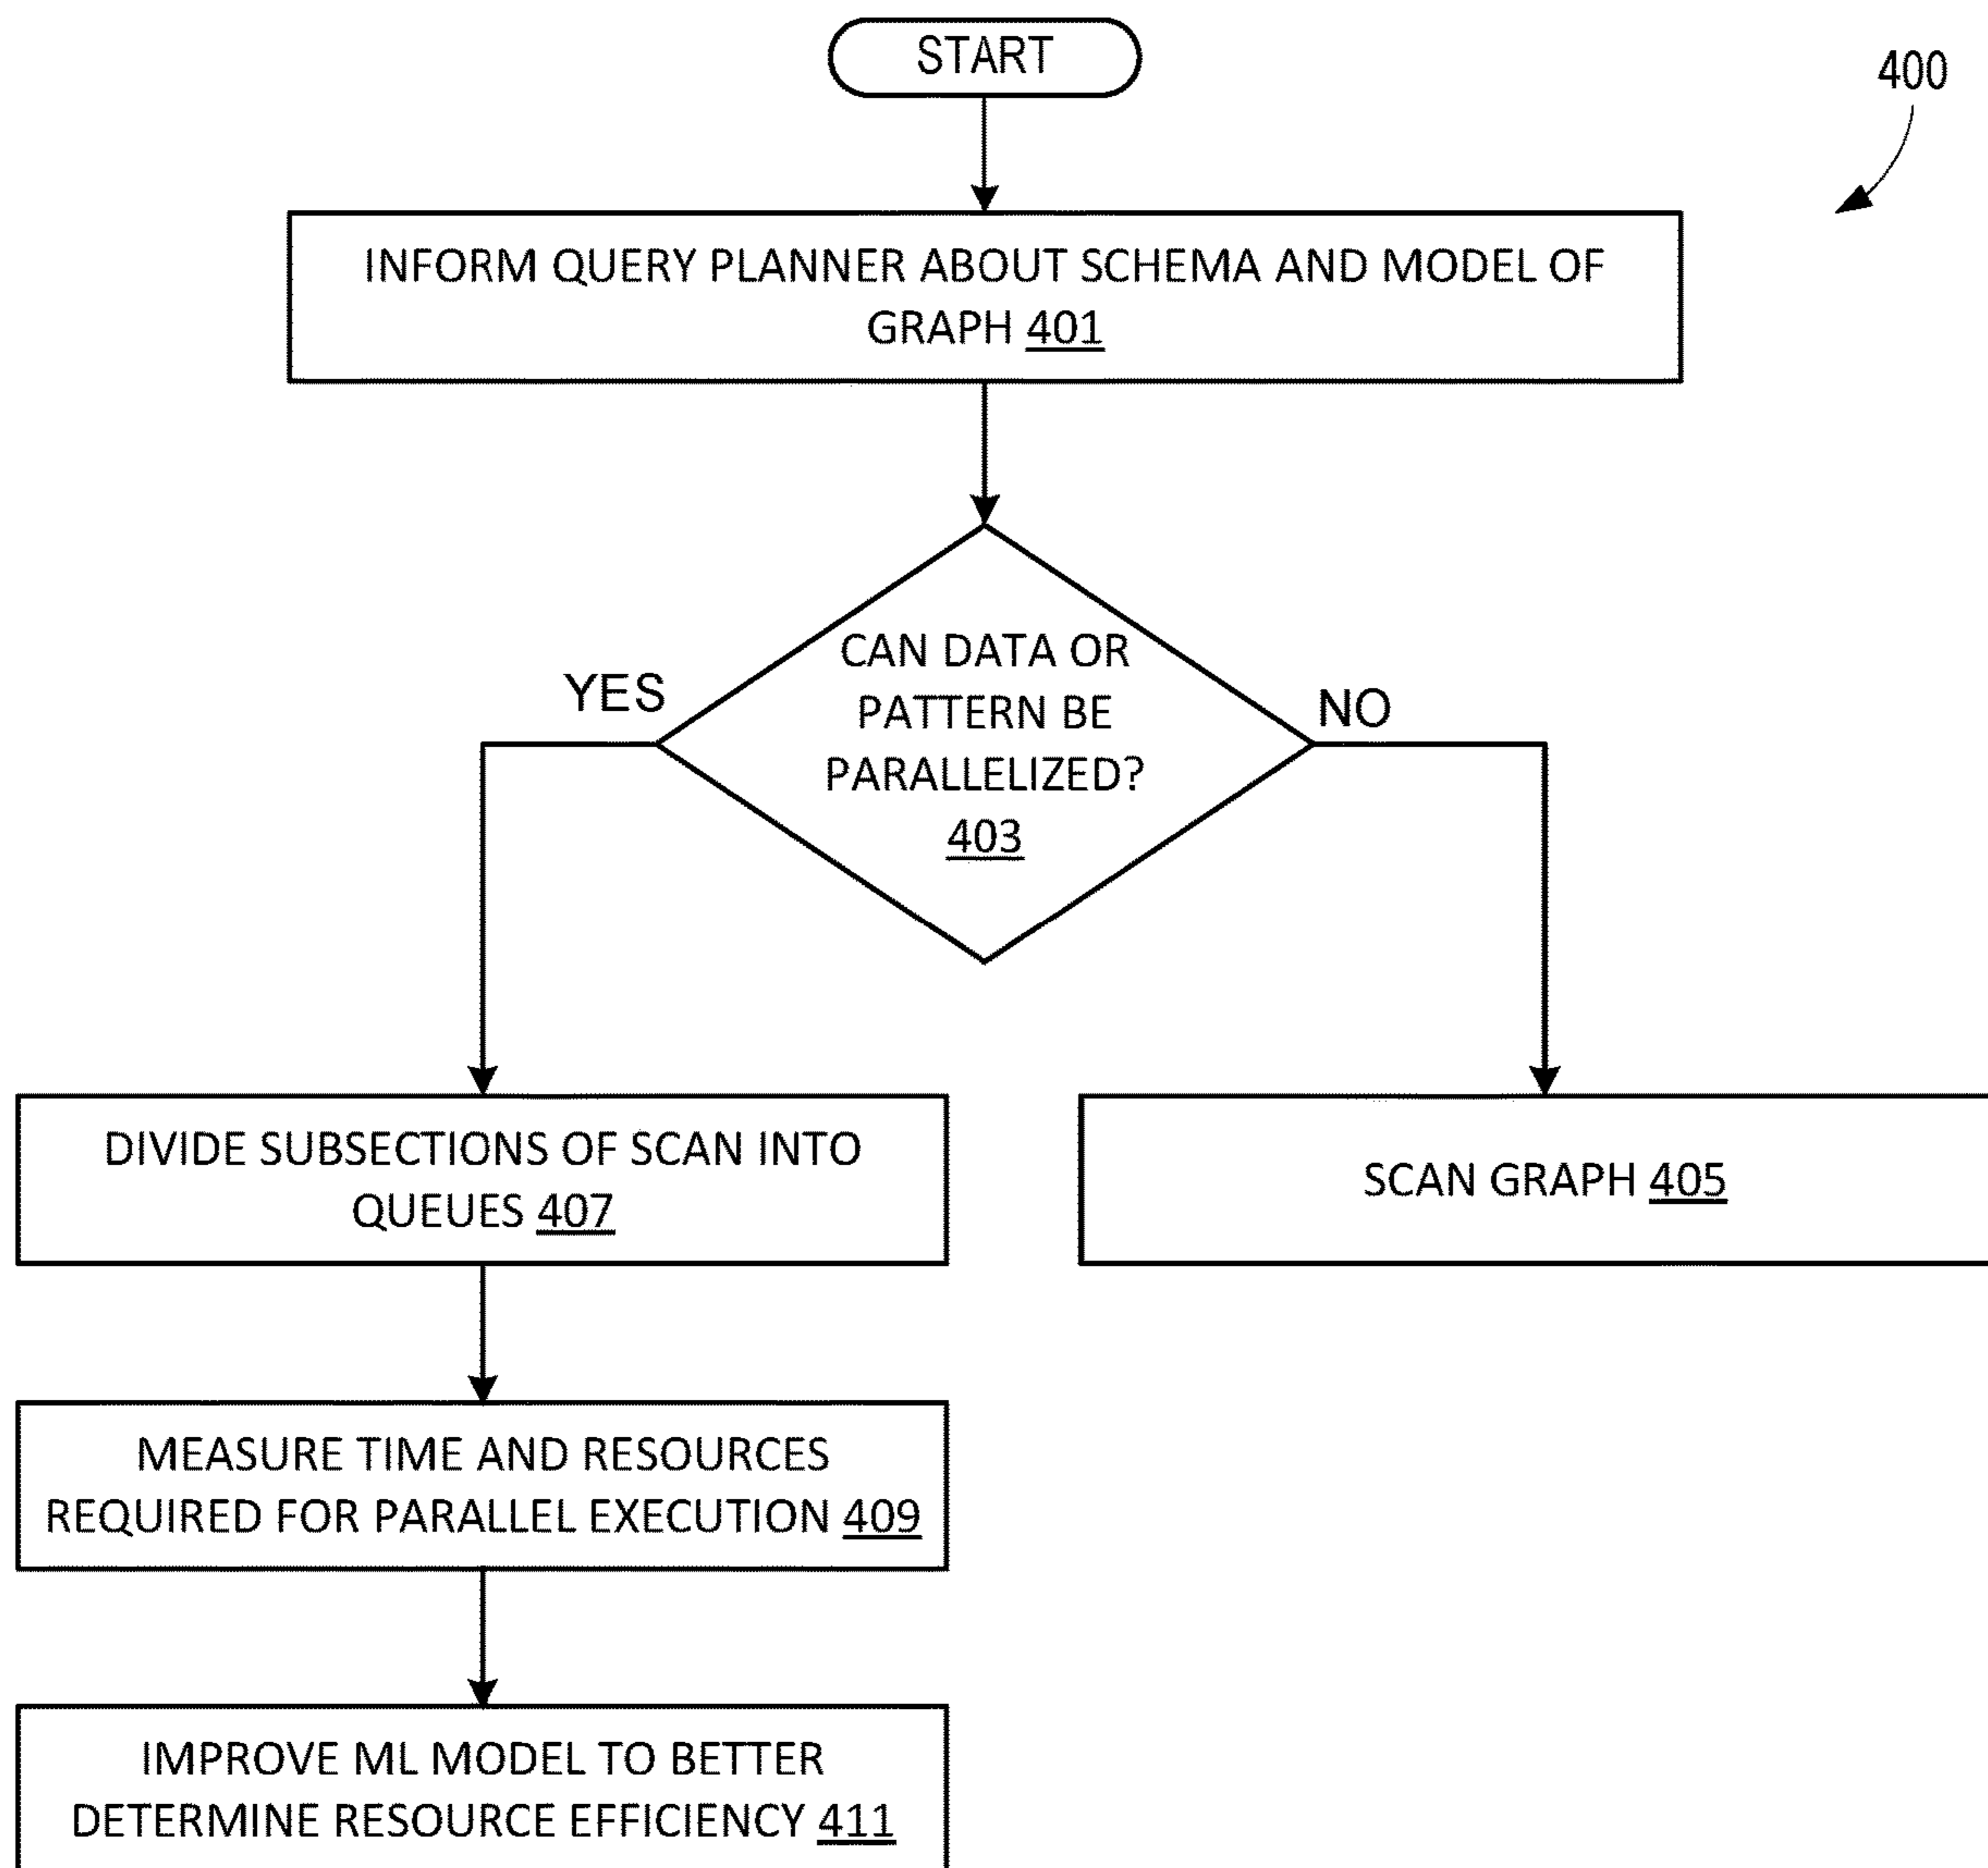 START
400
INFORM QUERY PLANNER ABOUT SCHEMA AND MODEL OF
GRAPH 401
CAN DATA OR
PATTERN BE
PARALLELIZED?
403
YES
NO
DIVIDE SUBSECTIONS OF SCAN INTO
QUEUES 407
SCAN GRAPH 405
MEASURE TIME AND RESOURCES
REQUIRED FOR PARALLEL EXECUTION 409
IMPROVE ML MODEL TO BETTER
DETERMINE RESOURCE EFFICIENCY 411